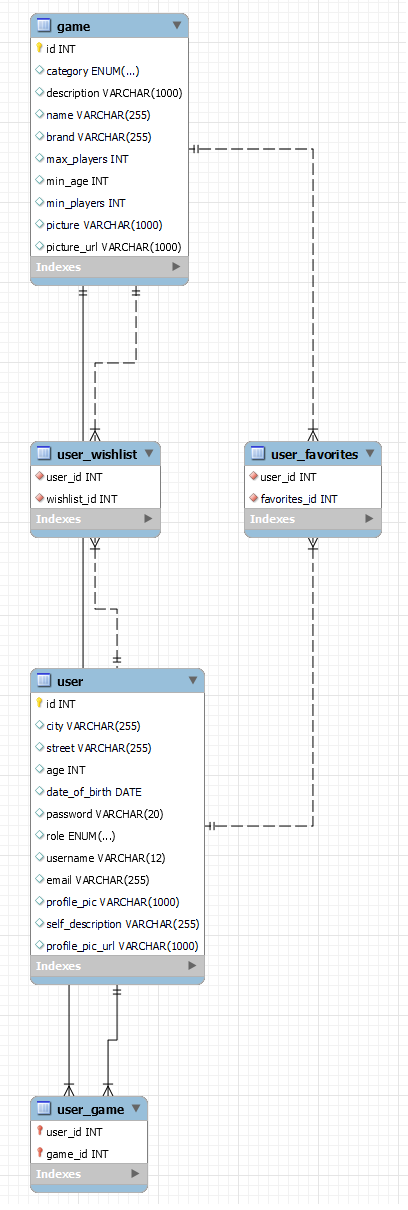 game
id INT
category ENUM(...)
description VARCHAR(1000)
name VARCHAR(255)
brand VARCHAR(255)
max_players INT
min_age INT
min_players INT
picture VARCHAR(1000)
picture_url VARCHAR(1000)
Indexes
user_wishlist
user_id INT
wishlist_id INT
Indexes
user_favorites
user_id INT
favorites_id INT
Indexes
user
id INT
city VARCHAR(255)
street VARCHAR(255)
age INT
date_of_birth DATE
password VARCHAR(20)
role ENUM(...)
username VARCHAR(12)
email VARCHAR(255)
profile_pic VARCHAR(1000)
self_description VARCHAR(255)
profile_pic_url VARCHAR(1000)
Indexes
user_game
user_id INT
game_id INT
Indexes